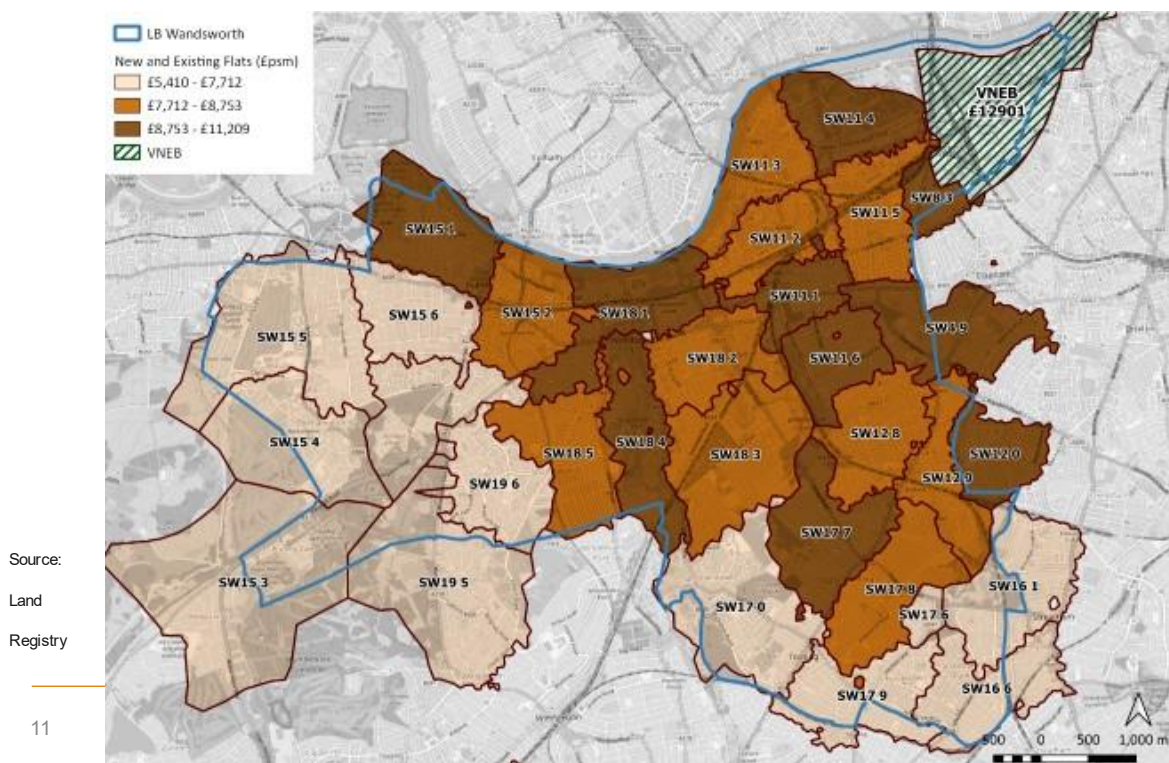 LB Wandsworth
New and Existing Flats (£psm)
£5,410 - £7,712
£7,712 - £8,753
£8,753 - £11,209
VNEB
VNEB
£12901
SW11 4
SW11 3
SW11 5
SW8 3
SW15 1
SW11 2
SW11 1
SW15 6
SW15 2
SW18 1
SW15 5
SW4 9
SW18 2
SW11 6
SW15 4
SW18 5
SW18 4
SW18 3
SW12 8
SW12 0
SW12 9
SW19 6
SW17 7
SW15 3
SW19 5
SW17 0
SW17 8
SW16 1
SW17 6
SW17 9
SW16 6
Source:
Land
Registry
11
500 0 500 1,000 m